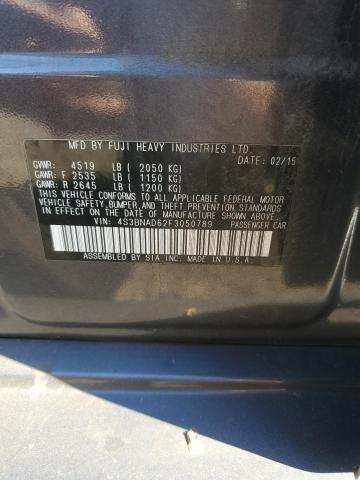 MFD BY FUJI HEAVY INDUSTRIES LTD.
DATE: 02/15
GVWR: 4519 LB ( 2050 KG)
GAWR: F 2535 LB ( 1150 KG)
GAWR: R 2645 LB ( 1200 KG)
THIS VEHICLE CONFORMS TO ALL APPLICABLE FEDERAL MOTOR
VEHICLE SAFETY, BUMPER, AND THEFT PREVENTION STANDARDS
IN EFFECT ON THE DATE OF MANUFACTURE SHOWN ABOVE.
VIN: 4S3BNAD62F3050789 PASSENGER CAR
ASSEMBLED BY SIA INC. MADE IN U.S.A.